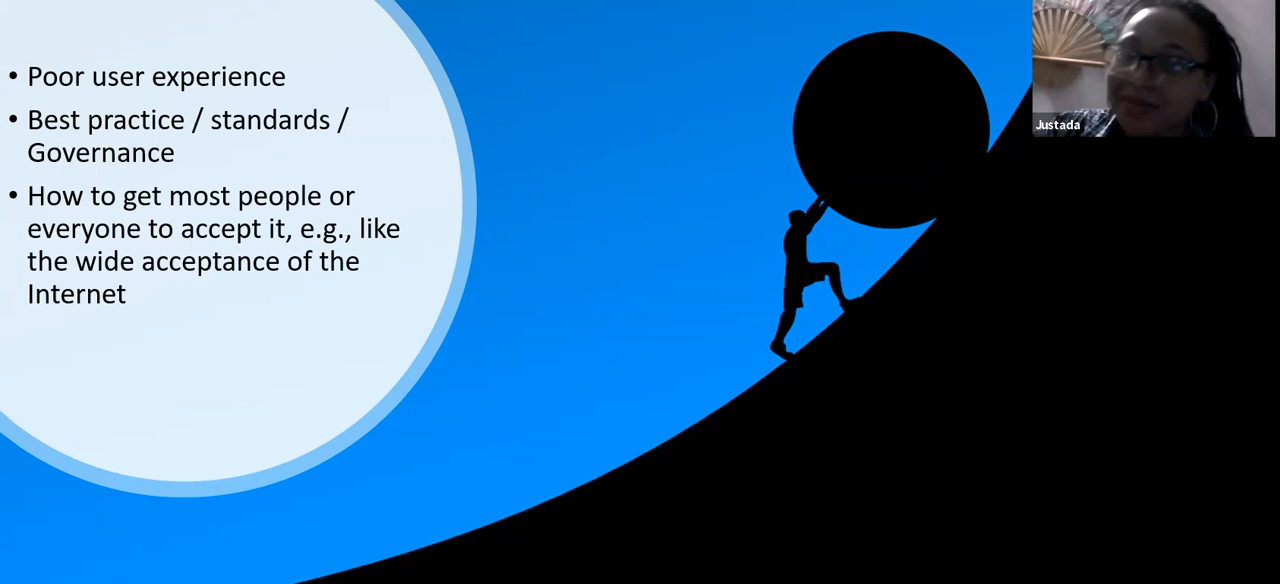 • Poor user experience
• Best practice / standards /
Governance
• How to get most people or
everyone to accept it, e.g., like
the wide acceptance of the
Internet
Justada